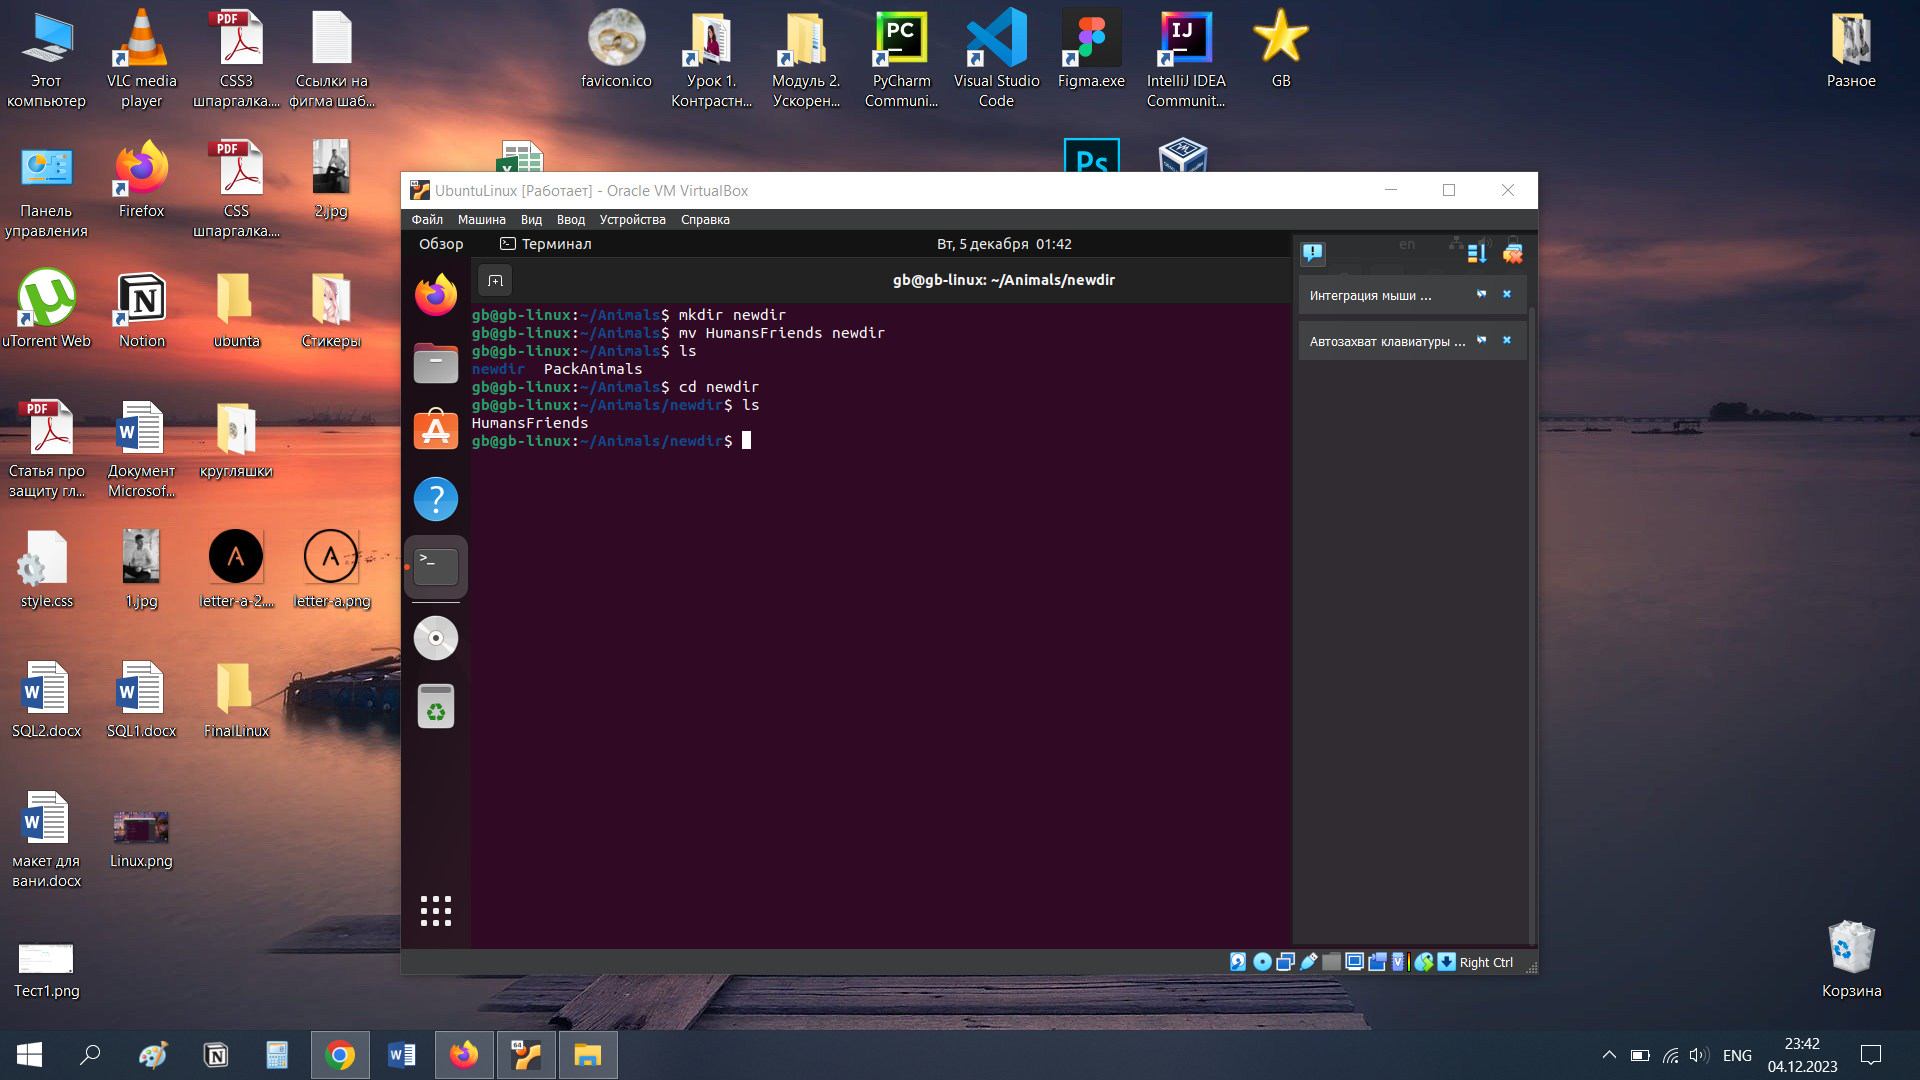 Этот
компьютер
VLC media
player
PDF
CSS3
шпаргалка....
Ссылки на
фигма шаб...
favicon.ico
Урок 1.
Контрастн...
Модуль 2.
Ускорен...
PC
PyCharm
Communi...
Visual Studio
Code
Figma.exe
IJ
IntelliJ IDEA
Communit...
GB
Разное
Панель
управления
Firefox
PDF
CSS
шпаргалка....
2.jpg
Ps
uTorrent Web
Notion
ubunta
Стикеры
PDF
Статья про
защиту гл...
W
Документ
Microsof...
кругляшки
style.css
1.jpg
letter-a-2....
letter-a.png
W
SQL2.docx
W
SQL1.docx
FinalLinux
W
макет для
вани.docx
Linux.png
Тест1.png
UbuntuLinux [Работает] - Oracle VM VirtualBox
Файл Машина Вид Ввод Устройства Справка
Обзор Терминал Вт, 5 декабря 01:42 en
gb@gb-linux: ~/Animals/newdir
gb@gb-linux:~/Animals$ mkdir newdir
gb@gb-linux:~/Animals$ mv HumansFriends newdir
gb@gb-linux:~/Animals$ ls
newdir PackAnimals
gb@gb-linux:~/Animals$ cd newdir
gb@gb-linux:~/Animals/newdir$ ls
HumansFriends
gb@gb-linux:~/Animals/newdir$
Интеграция мыши ...
Автозахват клавиатуры ...
Right Ctrl
Корзина
ENG
23:42
04.12.2023